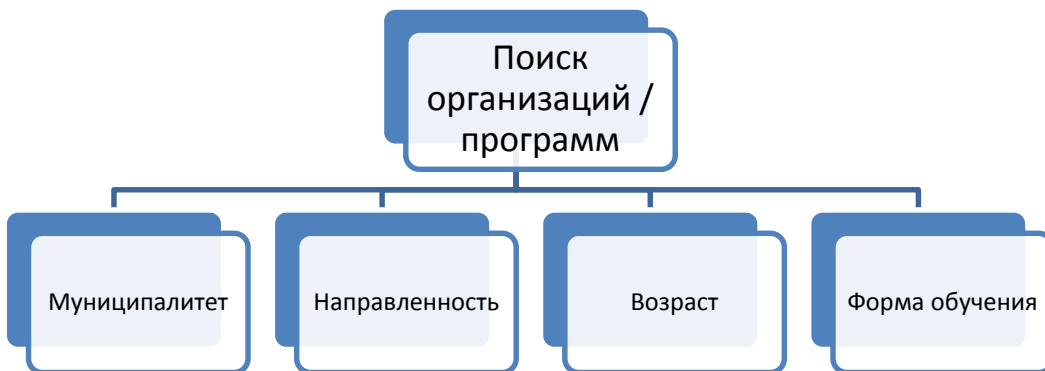 Поиск
организаций /
программ
Муниципалитет
Направленность
Возраст
Форма обучения